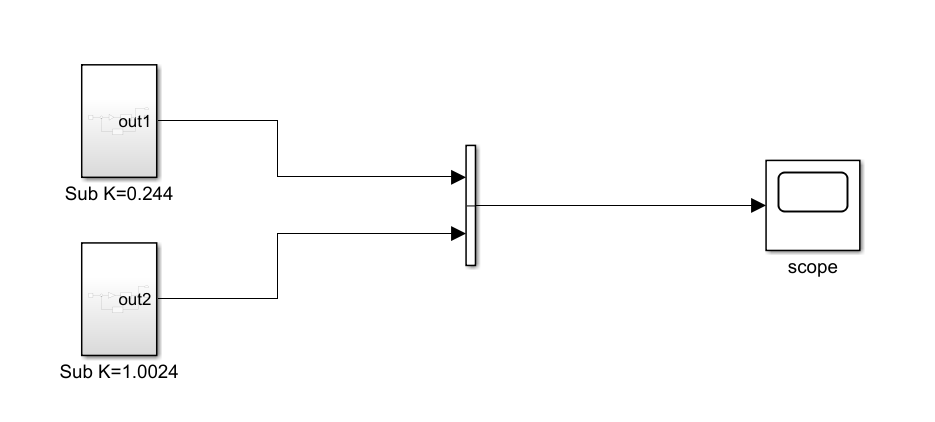 out1
Sub K=0.244
out2
Sub K=1.0024
scope